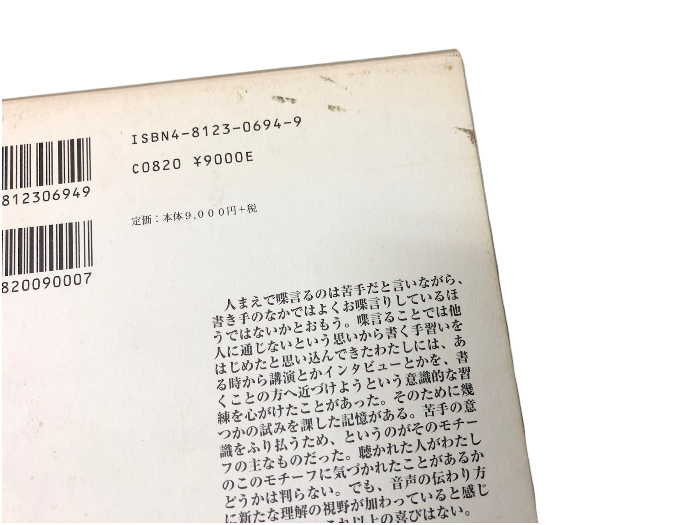 ISBN4-8123-0694-9
C0820 ¥9000E
812306949
定価：本体9,000円+税
820090007
人まえで喋言るのは苦手だと言いながら、
書き手のなかではよくお喋言りしているほ
うではないかとおもう。喋言ることでは他
人に通じないという思いから書く手習いを
はじめたと思い込んできたわたしには、あ
る時から講演とかインタビューとかを、書
くことの方へ近づけようという意識的な習
練を心がけたことがあった。そのために幾
つかの試みを課した記憶がある。苦手の意
識をふり払うため、というのがそのモチー
フの主なものだった。聴かれた人がわたし
のこのモチーフに気づかれたことがあるか
どうかは判らない。でも、音声の伝わり方
に新たな理解の視野が加わっていると感じ
これ以上の喜びはない。